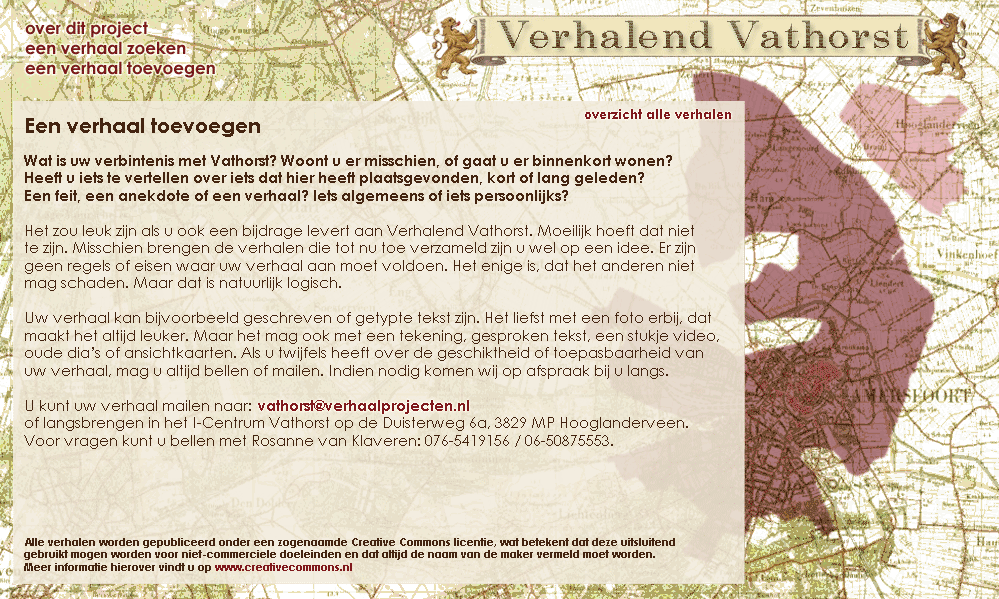 over dit project
een verhaal zoeken
een verhaal toevoegen
Verhalend Vathorst
overzicht alle verhalen
Een verhaal toevoegen
Wat is uw verbintenis met Vathorst? Woont u er misschien, of gaat u er binnenkort wonen?
Heeft u iets te vertellen over iets dat hier heeft plaatsgevonden, kort of lang geleden?
Een feit, een anekdote of een verhaal? Iets algemeens of iets persoonlijks?
Het zou leuk zijn als u ook een bijdrage levert aan Verhalend Vathorst. Moeilijk hoeft dat niet
te zijn. Misschien brengen de verhalen die tot nu toe verzameld zijn u wel op een idee. Er zijn
geen regels of eisen waar uw verhaal aan moet voldoen. Het enige is, dat het anderen niet
mag schaden. Maar dat is natuurlijk logisch.
Uw verhaal kan bijvoorbeeld geschreven of getypte tekst zijn. Het liefst met een foto erbij, dat
maakt het altijd leuker. Maar het mag ook met een tekening, gesproken tekst, een stukje video,
oude dia's of ansichtkaarten. Als u twijfels heeft over de geschiktheid of toepasbaarheid van
uw verhaal, mag u altijd bellen of mailen. Indien nodig komen wij op afspraak bij u langs.
U kunt uw verhaal mailen naar: vathorst@verhaalprojecten.nl
of langsbrengen in het I-Centrum Vathorst op de Duisterweg 6a, 3829 MP Hooglanderveen.
Voor vragen kunt u bellen met Rosanne van Klaveren: 076-5419156 / 06-50875553.
Alle verhalen worden gepubliceerd onder een zogenaamde Creative Commons licentie, wat betekent dat deze uitsluitend
gebruikt mogen worden voor niet-commerciele doeleinden en dat altijd de naam van de maker vermeld moet worden.
Meer informatie hierover vindt u op www.creativecommons.nl
Zevenhuizen
Hooglanderveen
Vinkenhoef
Liendert
AMERSFOORT